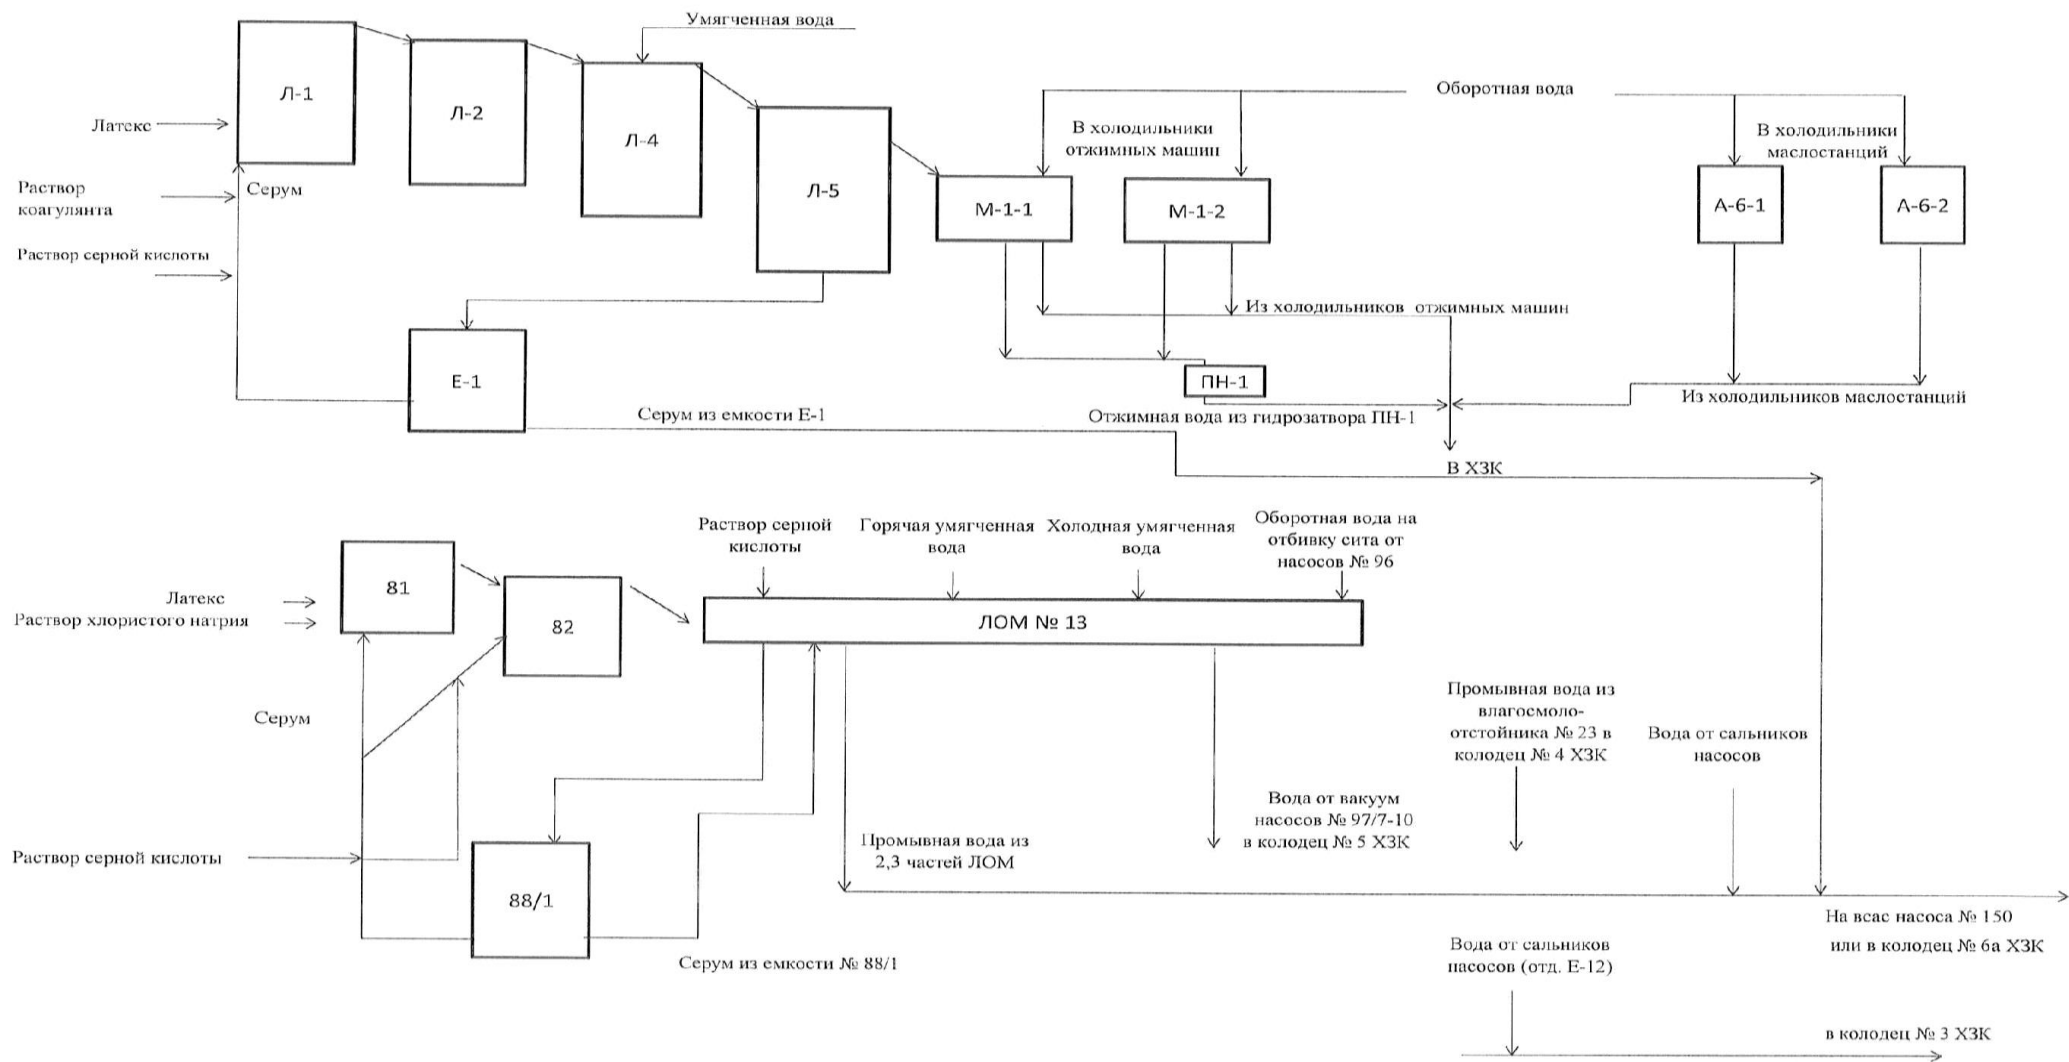 Умягченная вода
Л-1
Л-2
Л-4
Л-5
Латекс
Раствор
коагулянта
Серум
Раствор серной кислоты
Е-1
Оборотная вода
В холодильники
отжимных машин
В холодильники
маслостанций
М-1-1
М-1-2
А-6-1
А-6-2
Из холодильников отжимных машин
ПН-1
Из холодильников маслостанций
Серум из емкости Е-1
Отжимная вода из гидрозатвора ПН-1
В ХЗК
Раствор серной
кислоты
Горячая умягченная
вода
Холодная умягченная
вода
Оборотная вода на
отбивку сита от
насосов № 96
81
82
ЛОМ № 13
Латекс
Раствор хлористого натрия
Серум
Раствор серной кислоты
88/1
Серум из емкости № 88/1
Промывная вода из
2,3 частей ЛОМ
Вода от вакуум
насосов № 97/7-10
в колодец № 5 ХЗК
Промывная вода из
влагосмоло-
отстойника № 23 в
колодец № 4 ХЗК
Вода от сальников
насосов
На всас насоса № 150
или в колодец № 6а ХЗК
Вода от сальников
насосов (отд. Е-12)
в колодец № 3 ХЗК